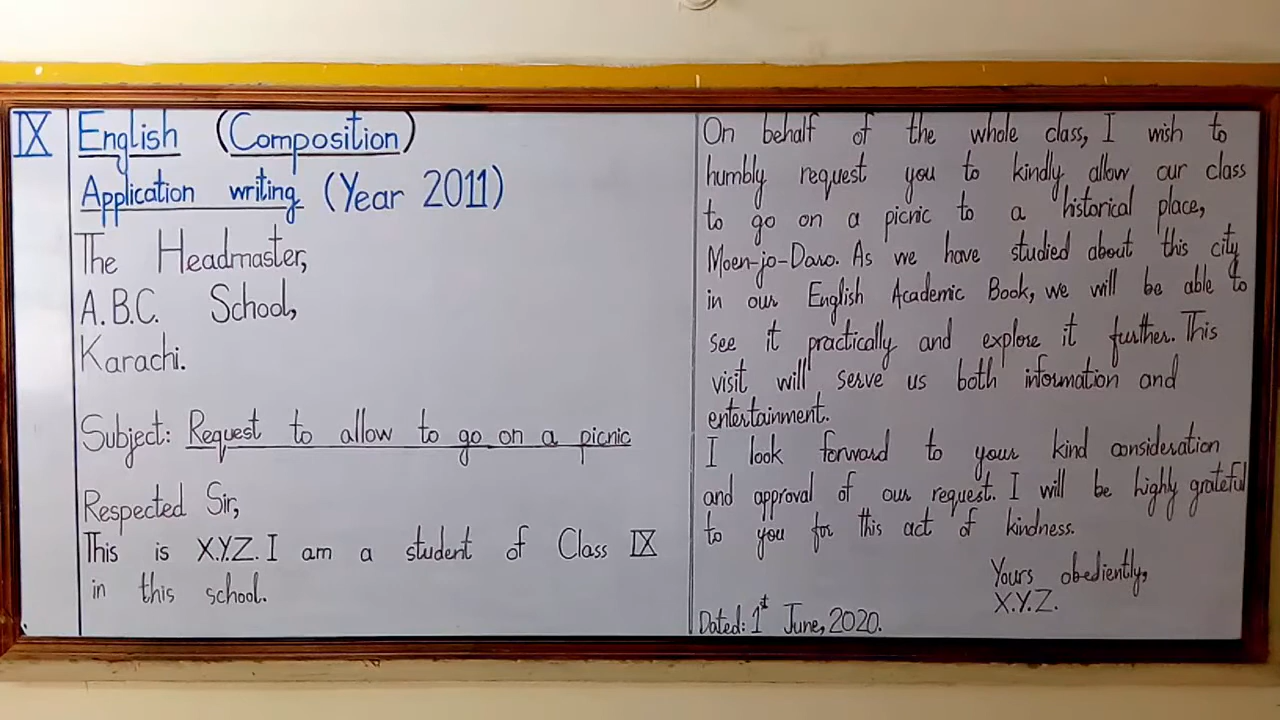 IX
English (Composition)
Application writing (Year 2011)
The Headmaster,
A.B.C. School,
Karachi.
Subject: Request to allow to go on a picnic
Respected Sir,
This is X.Y.Z. I am a student of Class IX
in this school.
On behalf of the whole class, I wish to
humbly request you to kindly allow our class
to go on a picnic to a historical place,
Moen-jo-Daro. As we have studied about this city
in our English Academic Book, we will be able to
see it practically and explore it further. This
visit will serve us both information and
entertainment.
I look forward to your kind consideration
and approval of our request. I will be highly grateful
to you for this act of kindness.
Yours obediently,
X.Y.Z.
Dated: 1st June, 2020.